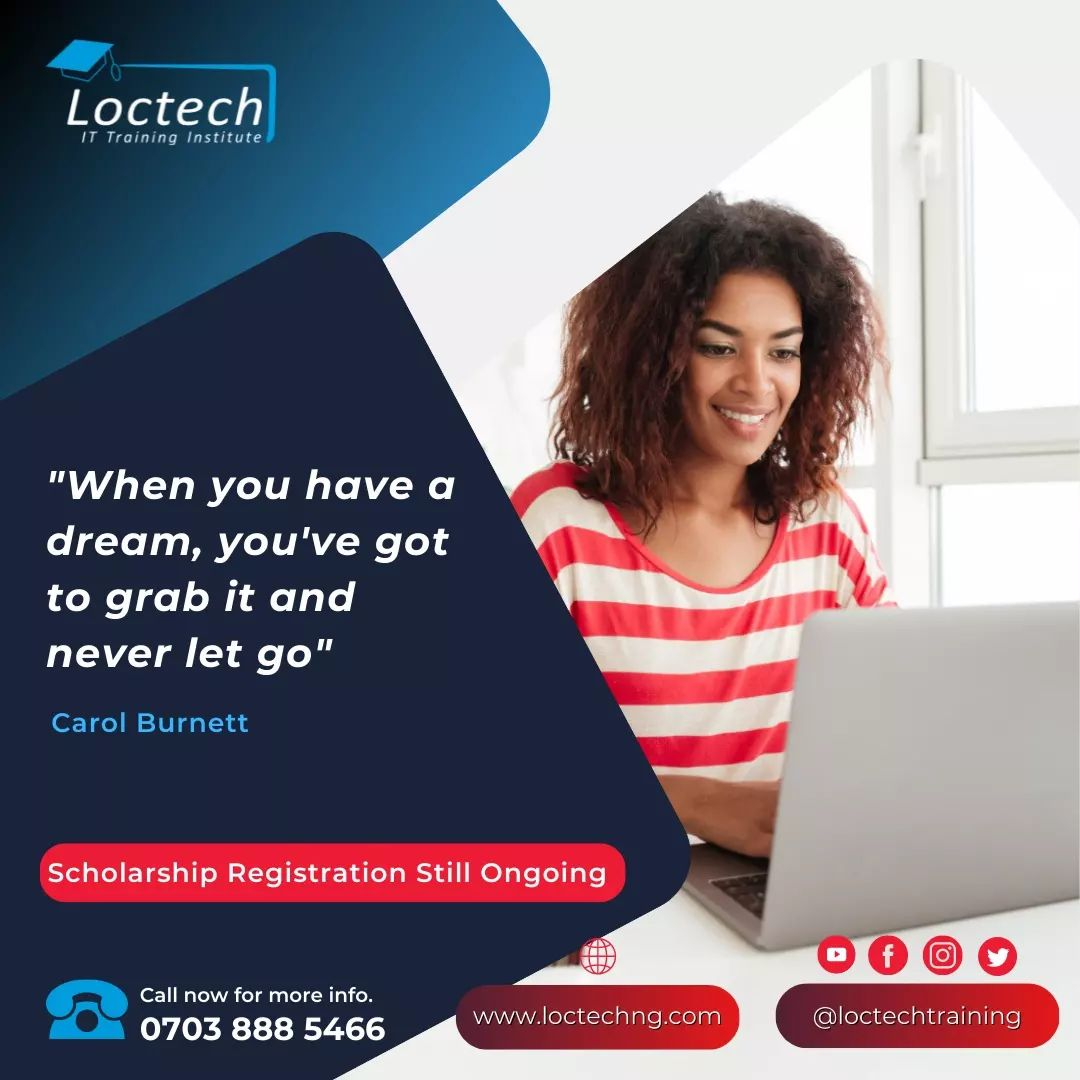 Loctech
IT Training Institute
"When you have a
dream, you've got
to grab it and
never let go"
Carol Burnett
Scholarship Registration Still Ongoing
Call now for more info.
0703 888 5466
www.loctechng.com
@loctechtraining